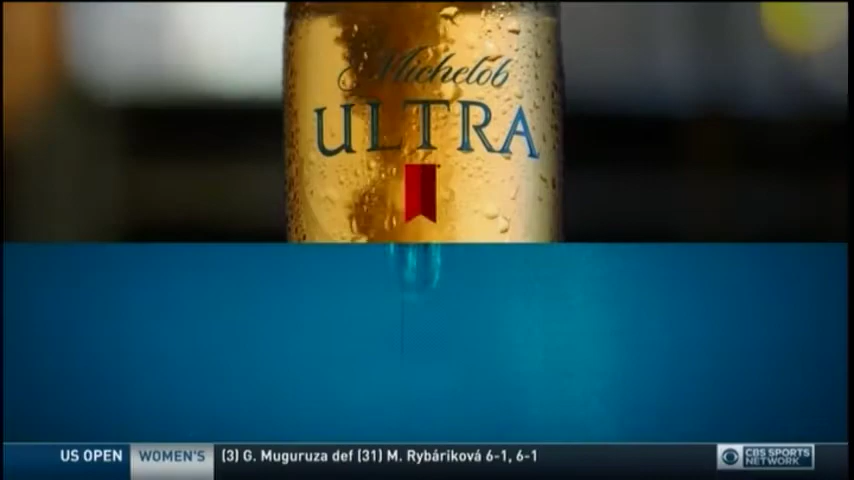 Michelob
ULTRA
US OPEN WOMEN'S (3) G. Muguruza def (31) M. Rybáriková 6-1, 6-1
CBS SPORTS
NETWORK